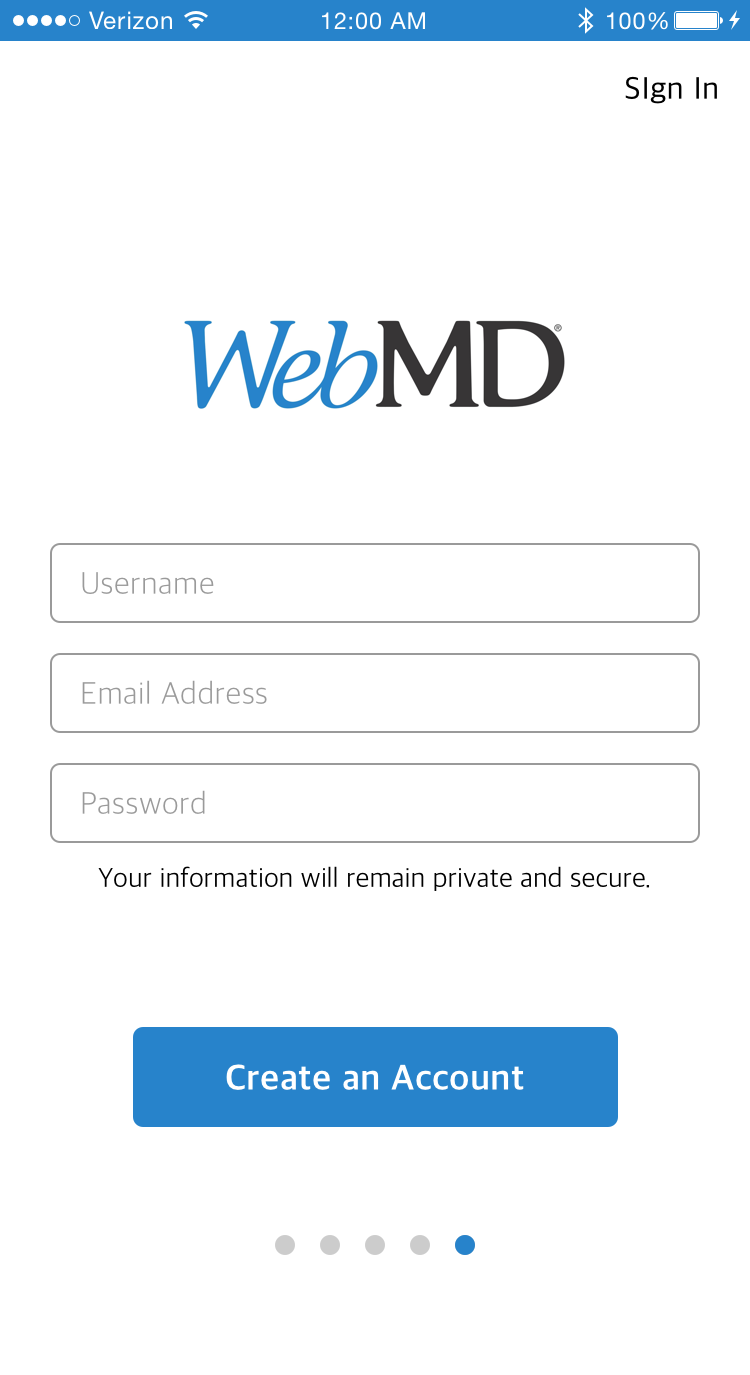 Verizon 12:00 AM 100%
SIgn In
WebMD®
Username
Email Address
Password
Your information will remain private and secure.
Create an Account